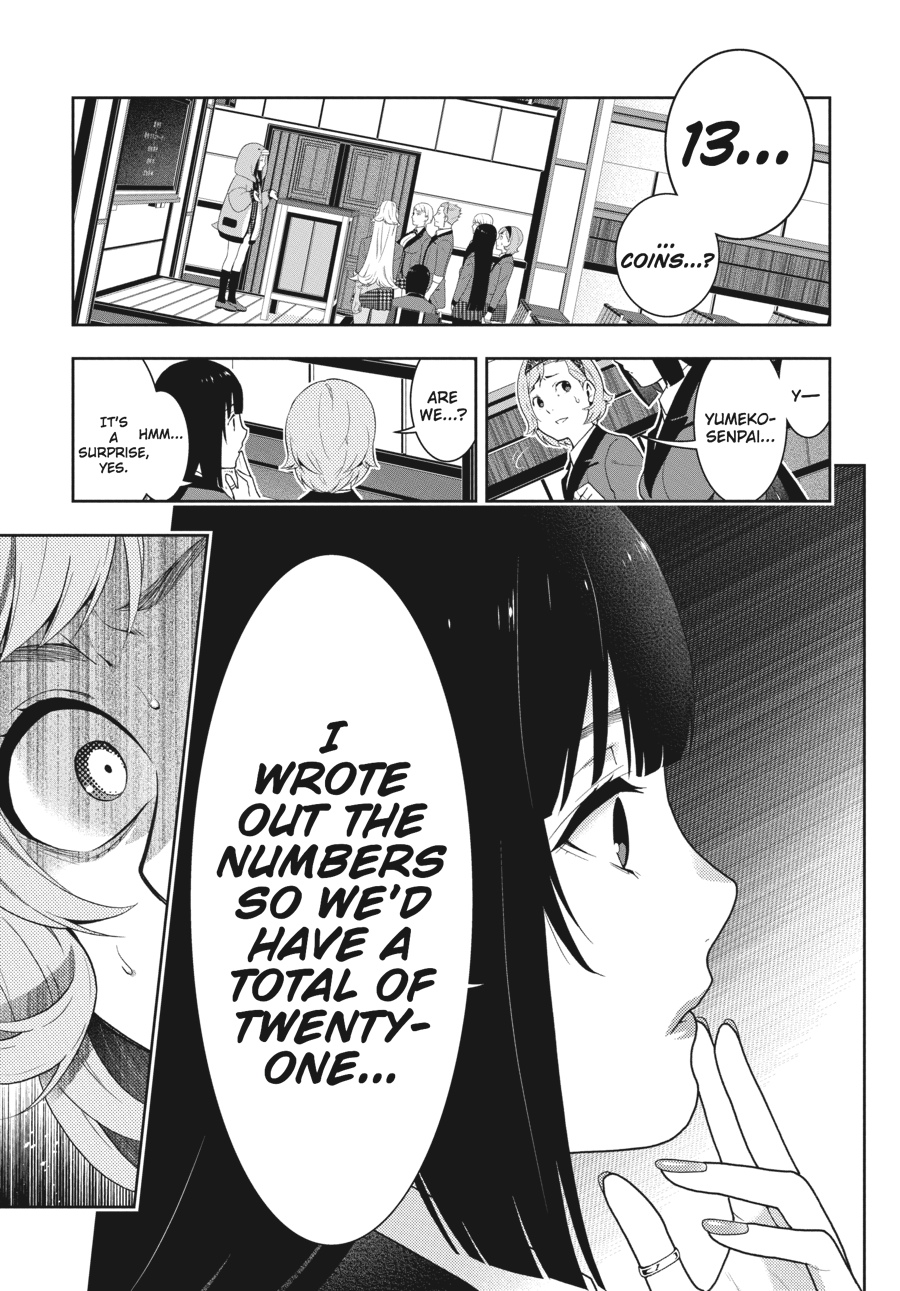 13...
...
COINS...?
Y—
YUMEKO-
SENPAI...
ARE
WE...?
HMM...
IT'S
A
SURPRISE,
YES.
I
WROTE
OUT THE
NUMBERS
SO WE'D
HAVE A
TOTAL OF
TWENTY-
ONE...